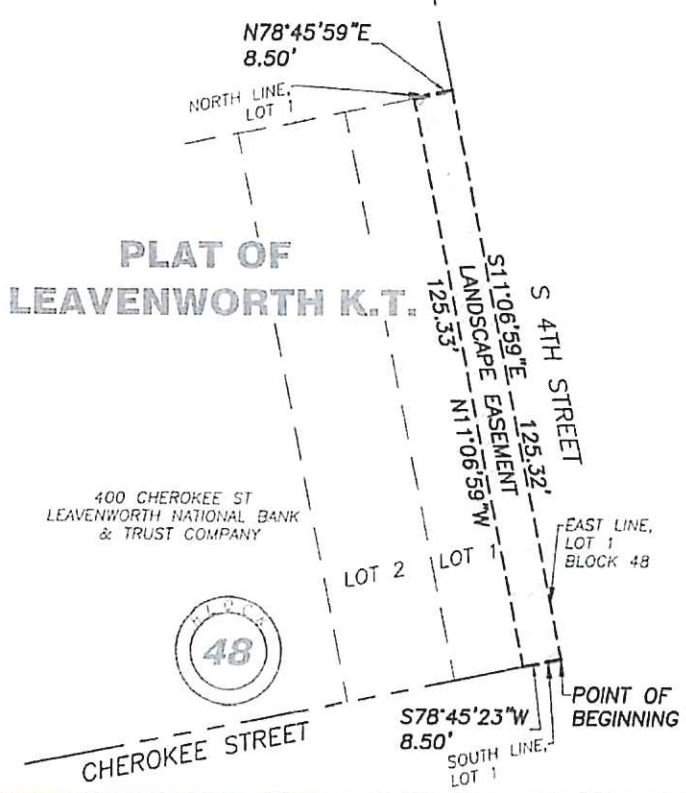 N78°45'59"E
8.50'
NORTH LINE,
LOT 1
PLAT OF
LEAVENWORTH K.T.
S11°06'59"E 125.32'
LANDSCAPE EASEMENT
125.33' N11°06'59"W
S 4TH STREET
400 CHEROKEE ST
LEAVENWORTH NATIONAL BANK
& TRUST COMPANY
EAST LINE,
LOT 1
BLOCK 48
LOT 2
LOT 1
BLOCK
48
POINT OF
BEGINNING
S78°45'23"W
8.50'
SOUTH LINE,
LOT 1
CHEROKEE STREET